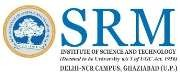 SRM
INSTITUTE OF SCIENCE AND TECHNOLOGY
(Deemed to be University u/s 3 of UGC Act, 1956)
DELHI-NCR CAMPUS, GHAZIABAD (U.P.)